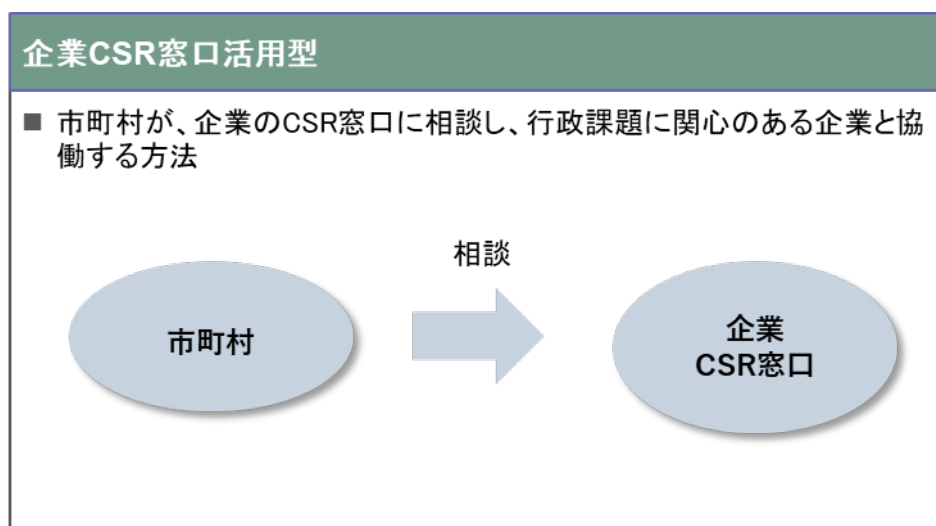 企業CSR窓口活用型
■ 市町村が、企業のCSR窓口に相談し、行政課題に関心のある企業と協
働する方法
相談
市町村
企業
CSR窓口